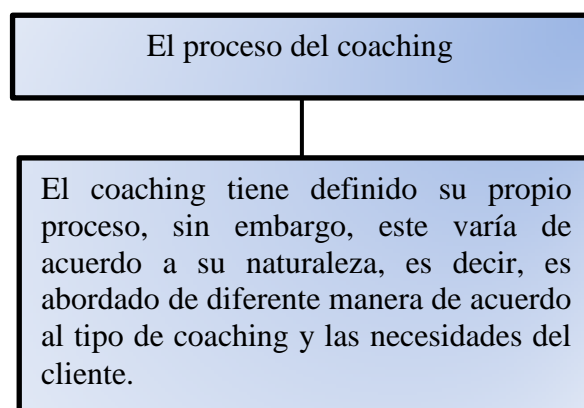 El proceso del coaching
El coaching tiene definido su propio
proceso, sin embargo, este varía de
acuerdo a su naturaleza, es decir, es
abordado de diferente manera de acuerdo
al tipo de coaching y las necesidades del
cliente.